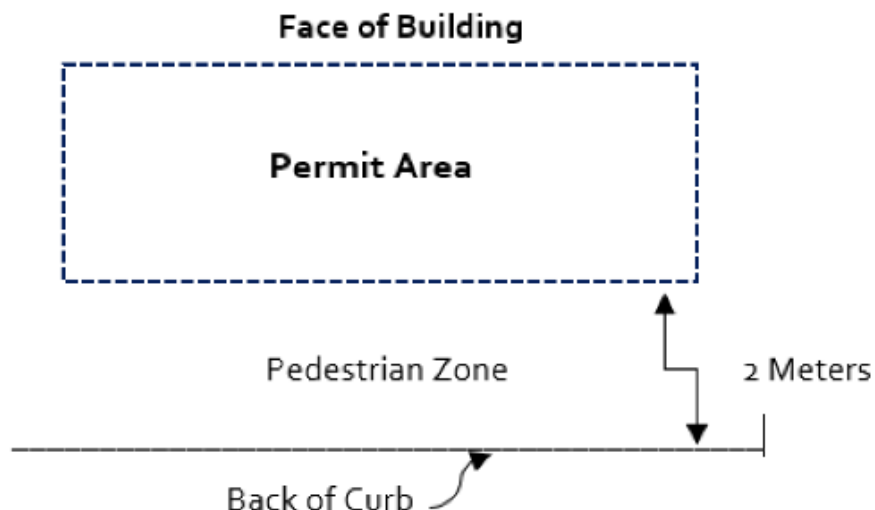 Face of Building
Permit Area
Pedestrian Zone
2 Meters
Back of Curb